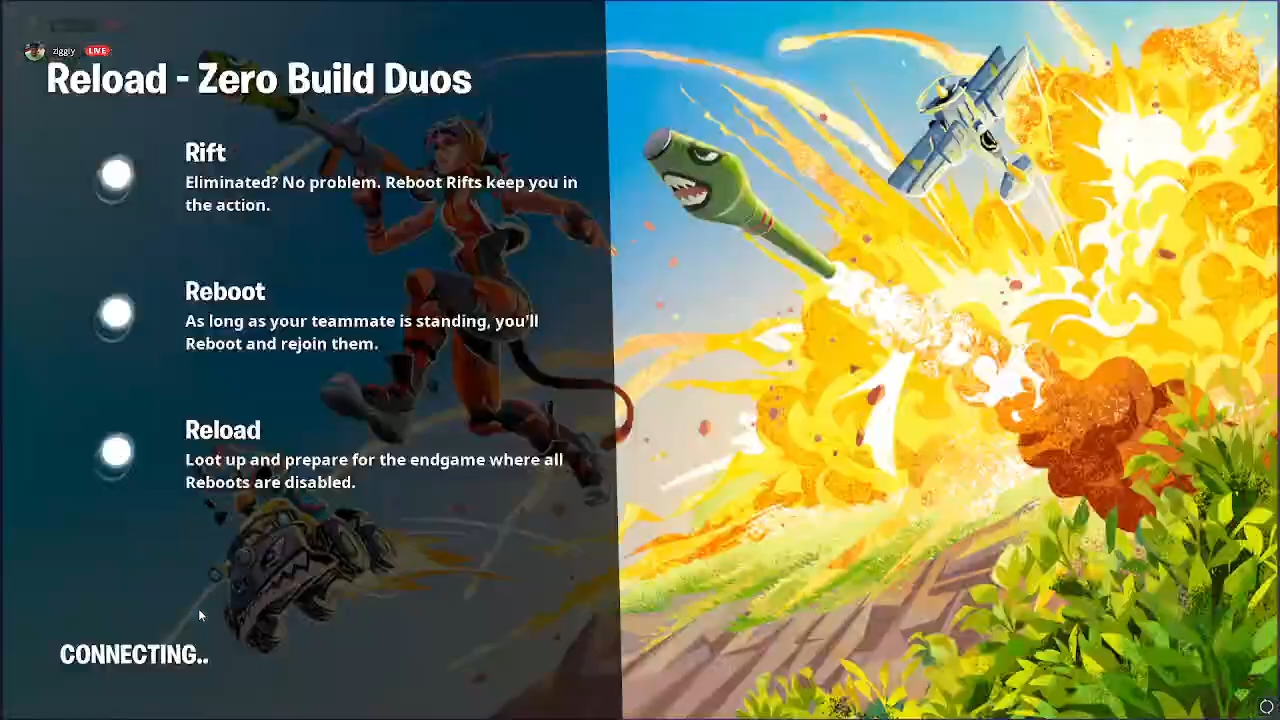 ziggly LIVE
Reload - Zero Build Duos
Rift
Eliminated? No problem. Reboot Rifts keep you in
the action.
Reboot
As long as your teammate is standing, you'll
Reboot and rejoin them.
Reload
Loot up and prepare for the endgame where all
Reboots are disabled.
CONNECTING..